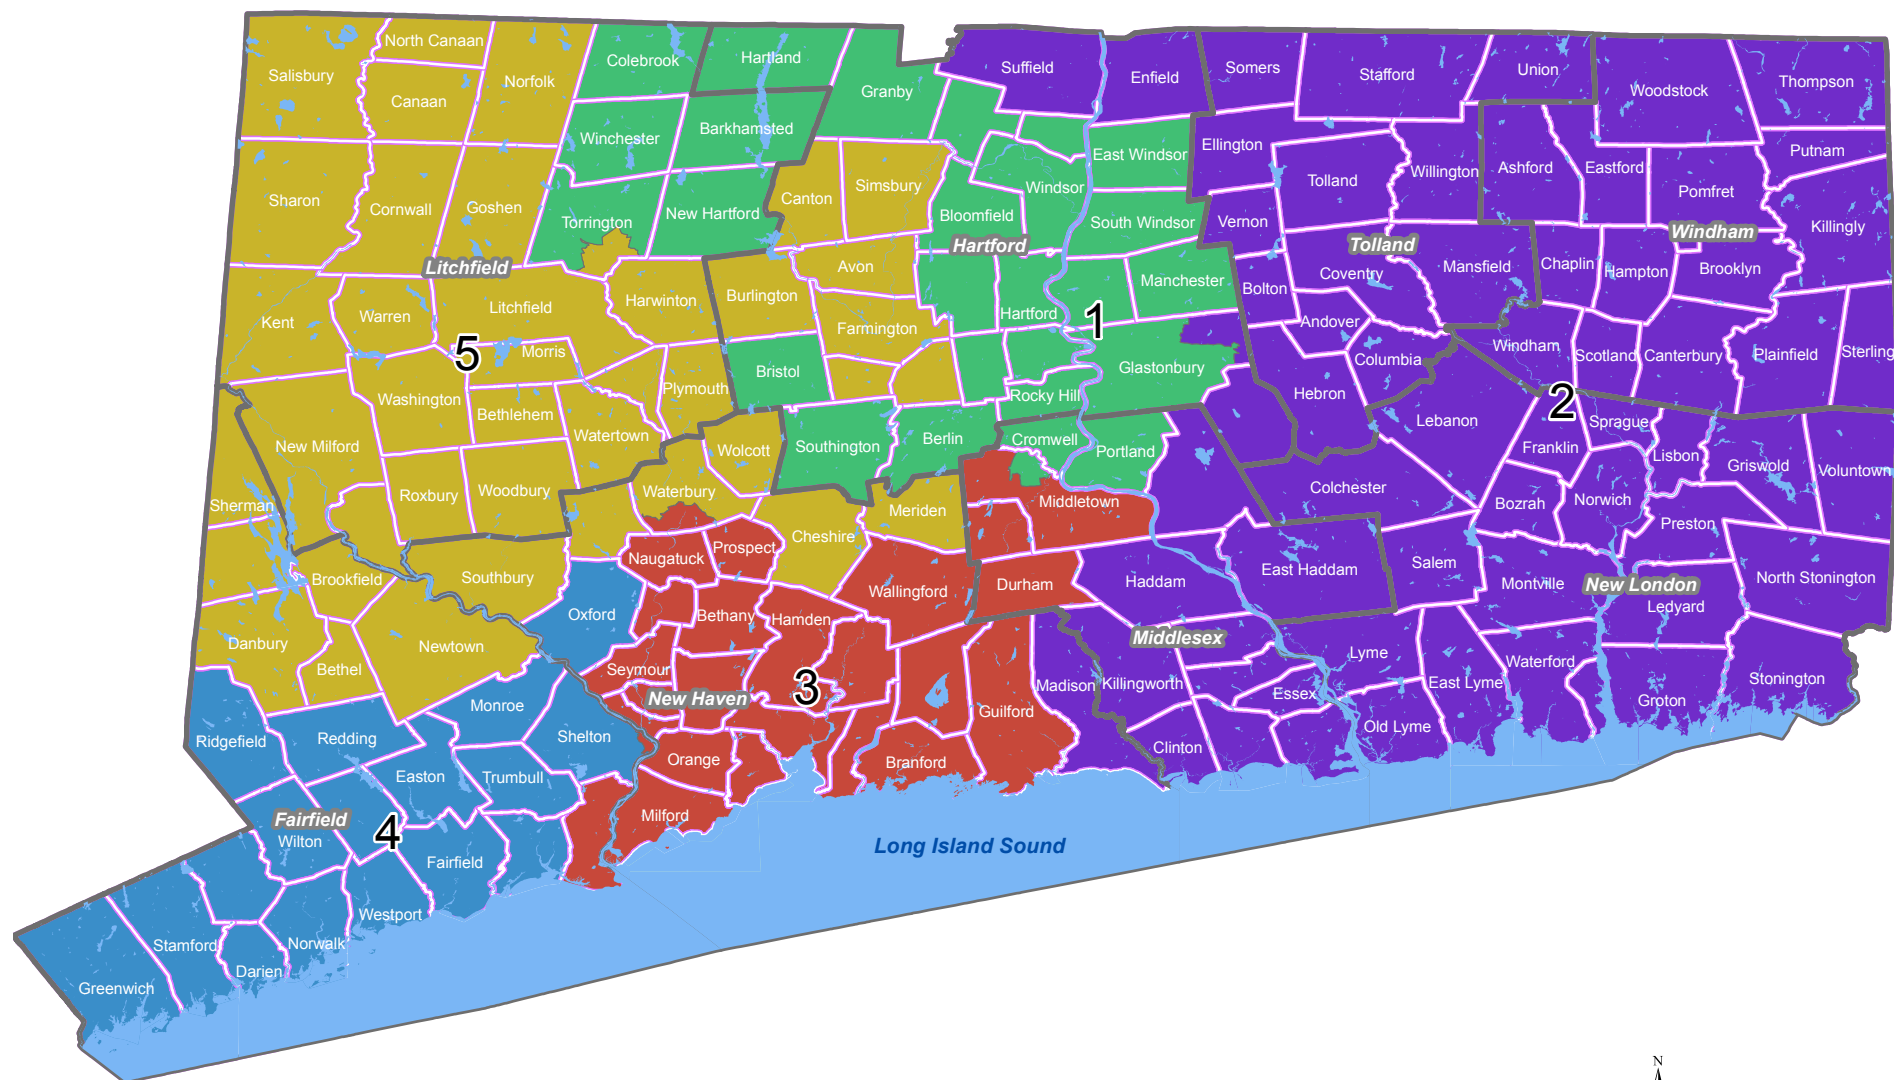 North Canaan
Salisbury
Canaan
Norfolk
Colebrook
Hartland
Granby
Suffield
Enfield
Somers
Stafford
Union
Woodstock
Thompson
Winchester
Barkhamsted
East Windsor
Ellington
Tolland
Willington
Ashford
Eastford
Pomfret
Putnam
Sharon
Cornwall
Goshen
Torrington
New Hartford
Canton
Simsbury
Bloomfield
Windsor
South Windsor
Vernon
Killingly
Litchfield
Hartford
Tolland
Windham
Kent
Warren
Litchfield
Harwinton
Burlington
Avon
Farmington
Hartford
1
Manchester
Bolton
Coventry
Mansfield
Chaplin
Hampton
Brooklyn
5
Morris
Washington
Bethlehem
Watertown
Plymouth
Bristol
Rocky Hill
Glastonbury
Andover
Columbia
Hebron
Windham
Scotland
Canterbury
Plainfield
Sterling
2
New Milford
Wolcott
Southington
Berlin
Cromwell
Portland
Lebanon
Franklin
Sprague
Lisbon
Griswold
Voluntown
Sherman
Roxbury
Woodbury
Waterbury
Meriden
Middletown
Colchester
Bozrah
Norwich
Preston
Brookfield
Southbury
Naugatuck
Prospect
Cheshire
Wallingford
Durham
Haddam
East Haddam
Salem
Montville
New London
Ledyard
North Stonington
Danbury
Bethel
Newtown
Oxford
Seymour
Bethany
Hamden
Middlesex
New Haven
3
Guilford
Madison
Killingworth
Essex
Lyme
East Lyme
Waterford
Groton
Stonington
Ridgefield
Redding
Monroe
Shelton
Orange
Branford
Clinton
Old Lyme
Easton
Trumbull
Milford
Fairfield
Wilton
4
Fairfield
Long Island Sound
Westport
Stamford
Norwalk
Darien
Greenwich
N